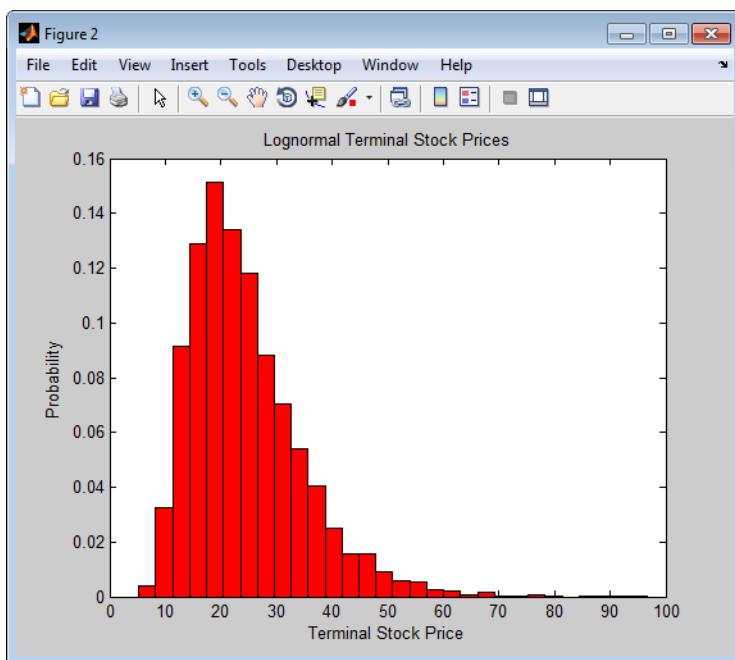 Figure 2
File Edit View Insert Tools Desktop Window Help
Lognormal Terminal Stock Prices
0.16
0.14
0.12
0.1
0.08
0.06
0.04
0.02
0
Probability
0 10 20 30 40 50 60 70 80 90 100
Terminal Stock Price